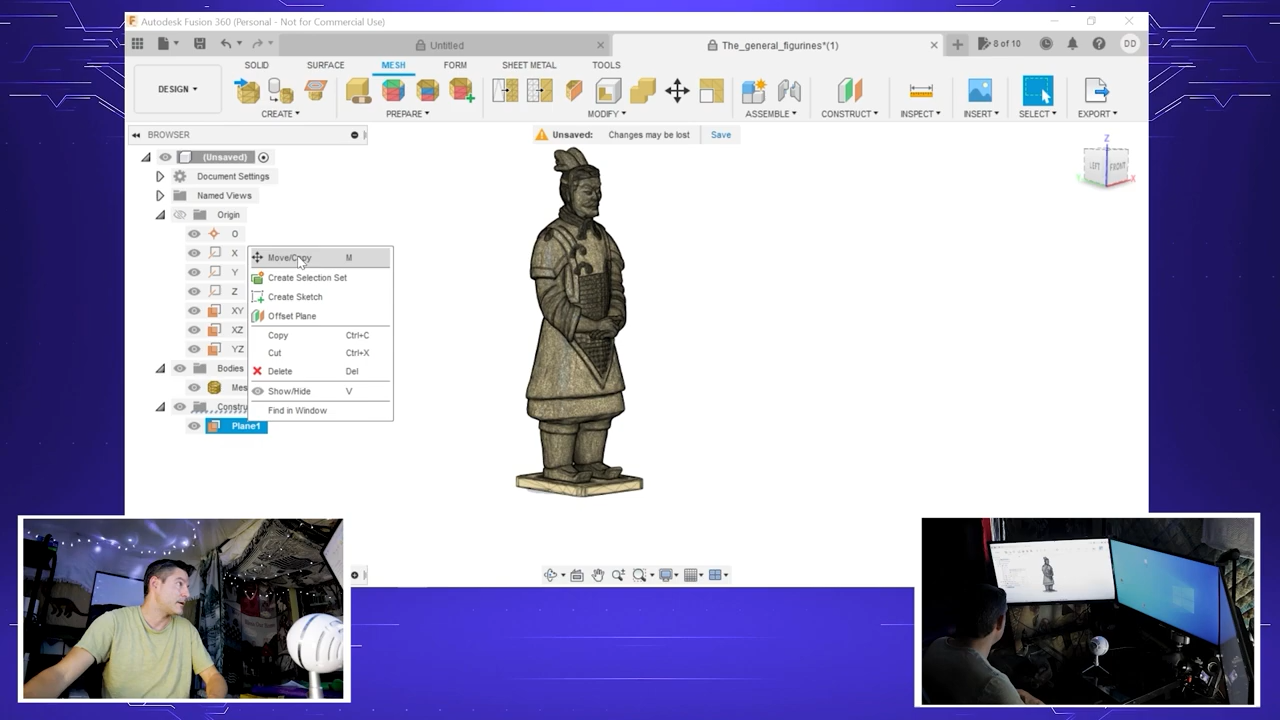 Autodesk Fusion 360 (Personal - Not for Commercial Use)
Untitled
The_general_figurines*(1)
8 of 10
DD
SOLID
SURFACE
MESH
FORM
SHEET METAL
TOOLS
DESIGN
CREATE
PREPARE
MODIFY
ASSEMBLE
CONSTRUCT
INSPECT
INSERT
SELECT
EXPORT
BROWSER
Unsaved: Changes may be lost
Save
Z
LEFT
FRONT
Y
X
(Unsaved)
Document Settings
Named Views
Origin
O
X
Y
Z
XY
XZ
YZ
Bodies
Mes
Constru
Plane1
Move/Copy M
Create Selection Set
Create Sketch
Offset Plane
Copy Ctrl+C
Cut Ctrl+X
Delete Del
Show/Hide V
Find in Window